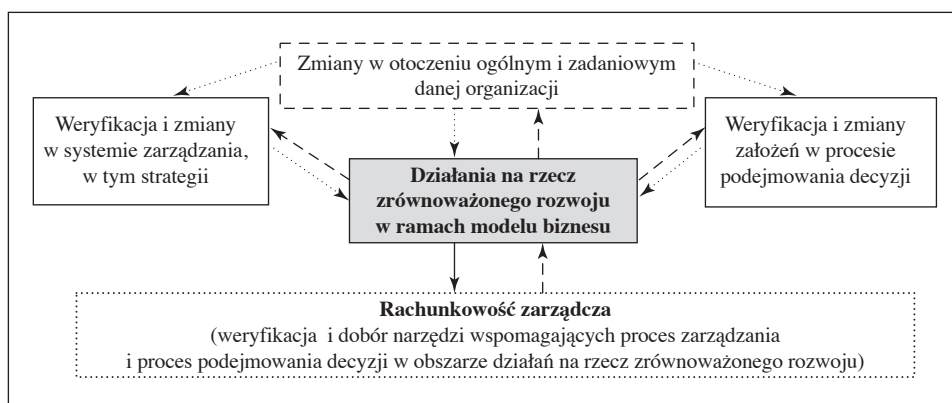 Zmiany w otoczeniu ogólnym i zadaniowym
danej organizacji
Weryfikacja i zmiany
w systemie zarządzania,
w tym strategii
Weryfikacja i zmiany
założeń w procesie
podejmowania decyzji
Działania na rzecz
zrównoważonego rozwoju
w ramach modelu biznesu
Rachunkowość zarządcza
(weryfikacja i dobór narzędzi wspomagających proces zarządzania
i proces podejmowania decyzji w obszarze działań na rzecz zrównoważonego rozwoju)